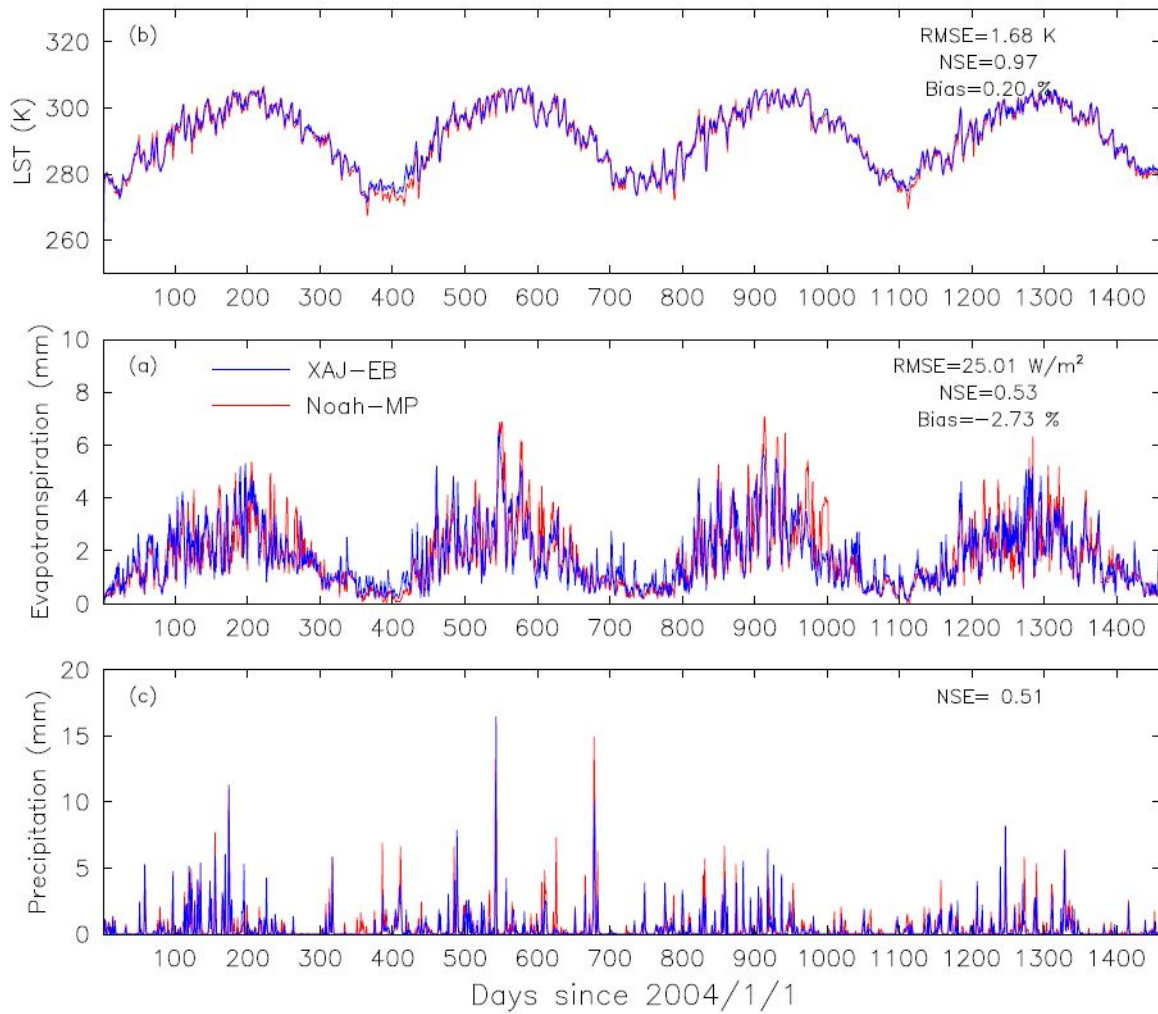 320
(b)
RMSE=1.68 K
NSE=0.97
Bias=0.20 %
300
280
260
LST (K)
100 200 300 400 500 600 700 800 900 1000 1100 1200 1300 1400
10
(a)
XAJ-EB
Noah-MP
RMSE=25.01 W/m²
NSE=0.53
Bias=-2.73 %
8
6
4
2
0
Evapotranspiration (mm)
100 200 300 400 500 600 700 800 900 1000 1100 1200 1300 1400
20
(c)
NSE= 0.51
15
10
5
0
Precipitation (mm)
100 200 300 400 500 600 700 800 900 1000 1100 1200 1300 1400
Days since 2004/1/1